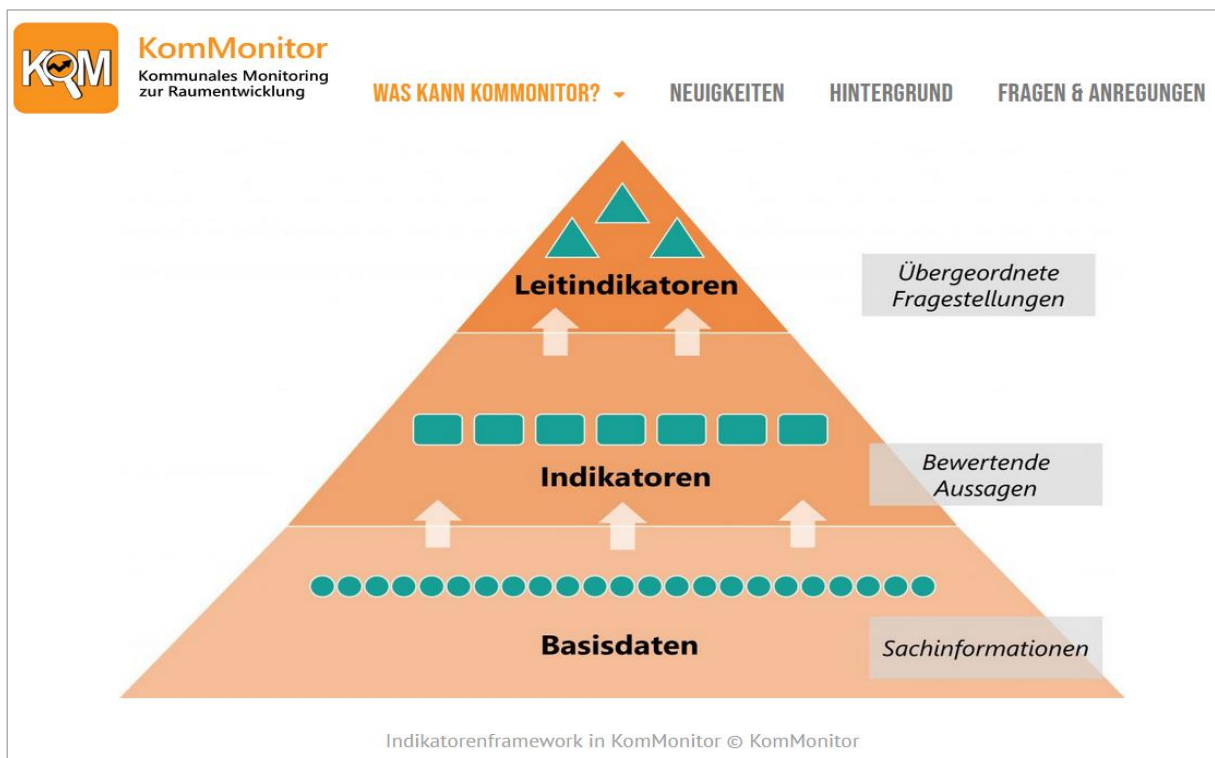 KOM
KomMonitor
Kommunales Monitoring
zur Raumentwicklung
WAS KANN KOMMONITOR?
NEUIGKEITEN
HINTERGRUND
FRAGEN & ANREGUNGEN
Leitindikatoren
Übergeordnete
Fragestellungen
Indikatoren
Bewertende
Aussagen
Basisdaten
Sachinformationen
Indikatorenframework in KomMonitor © KomMonitor